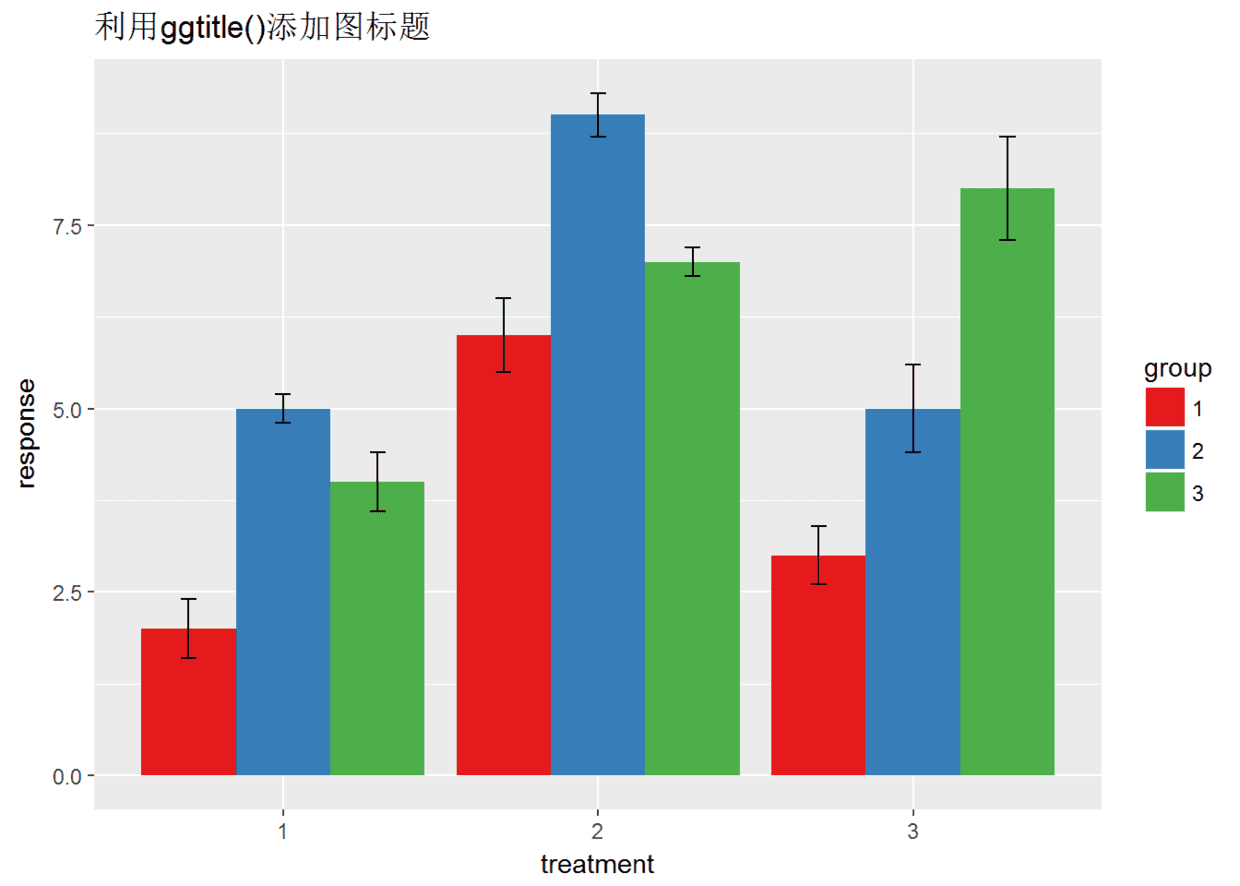 利用ggtitle()添加图标题
7.5
5.0
2.5
0.0
response
1
2
3
treatment
group
1
2
3